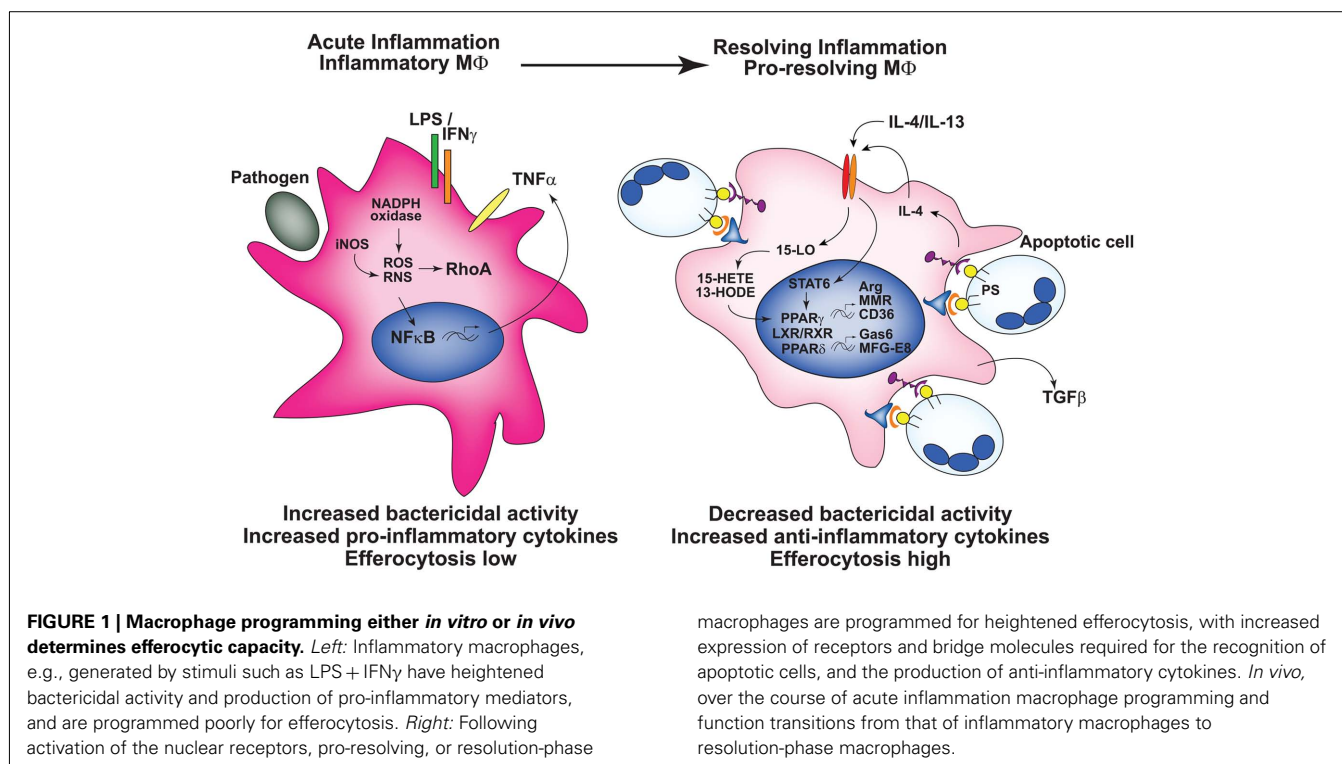 Acute Inflammation
Inflammatory MΦ
Resolving Inflammation
Pro-resolving MΦ
LPS /
IFNγ
Pathogen
TNFα
NADPH
oxidase
iNOS
ROS
RNS
RhoA
NFκB
IL-4/IL-13
IL-4
Apoptotic cell
15-LO
15-HETE
13-HODE
STAT6
Arg
MMR
CD36
PS
PPARγ
LXR/RXR
PPARδ
Gas6
MFG-E8
TGFβ
Increased bactericidal activity
Increased pro-inflammatory cytokines
Efferocytosis low
Decreased bactericidal activity
Increased anti-inflammatory cytokines
Efferocytosis high
FIGURE 1 | Macrophage programming either in vitro or in vivo
determines efferocytic capacity. Left: Inflammatory macrophages,
e.g., generated by stimuli such as LPS + IFNγ have heightened
bactericidal activity and production of pro-inflammatory mediators,
and are programmed poorly for efferocytosis. Right: Following
activation of the nuclear receptors, pro-resolving, or resolution-phase
macrophages are programmed for heightened efferocytosis, with increased
expression of receptors and bridge molecules required for the recognition of
apoptotic cells, and the production of anti-inflammatory cytokines. In vivo,
over the course of acute inflammation macrophage programming and
function transitions from that of inflammatory macrophages to
resolution-phase macrophages.